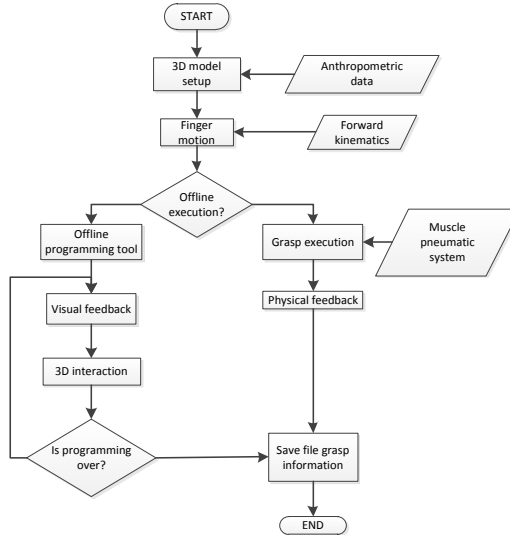 START
3D model
setup
Anthropometric
data
Finger
motion
Forward
kinematics
Offline
execution?
Offline
programming tool
Grasp execution
Muscle
pneumatic
system
Visual feedback
Physical feedback
3D interaction
Is programming
over?
Save file grasp
information
END